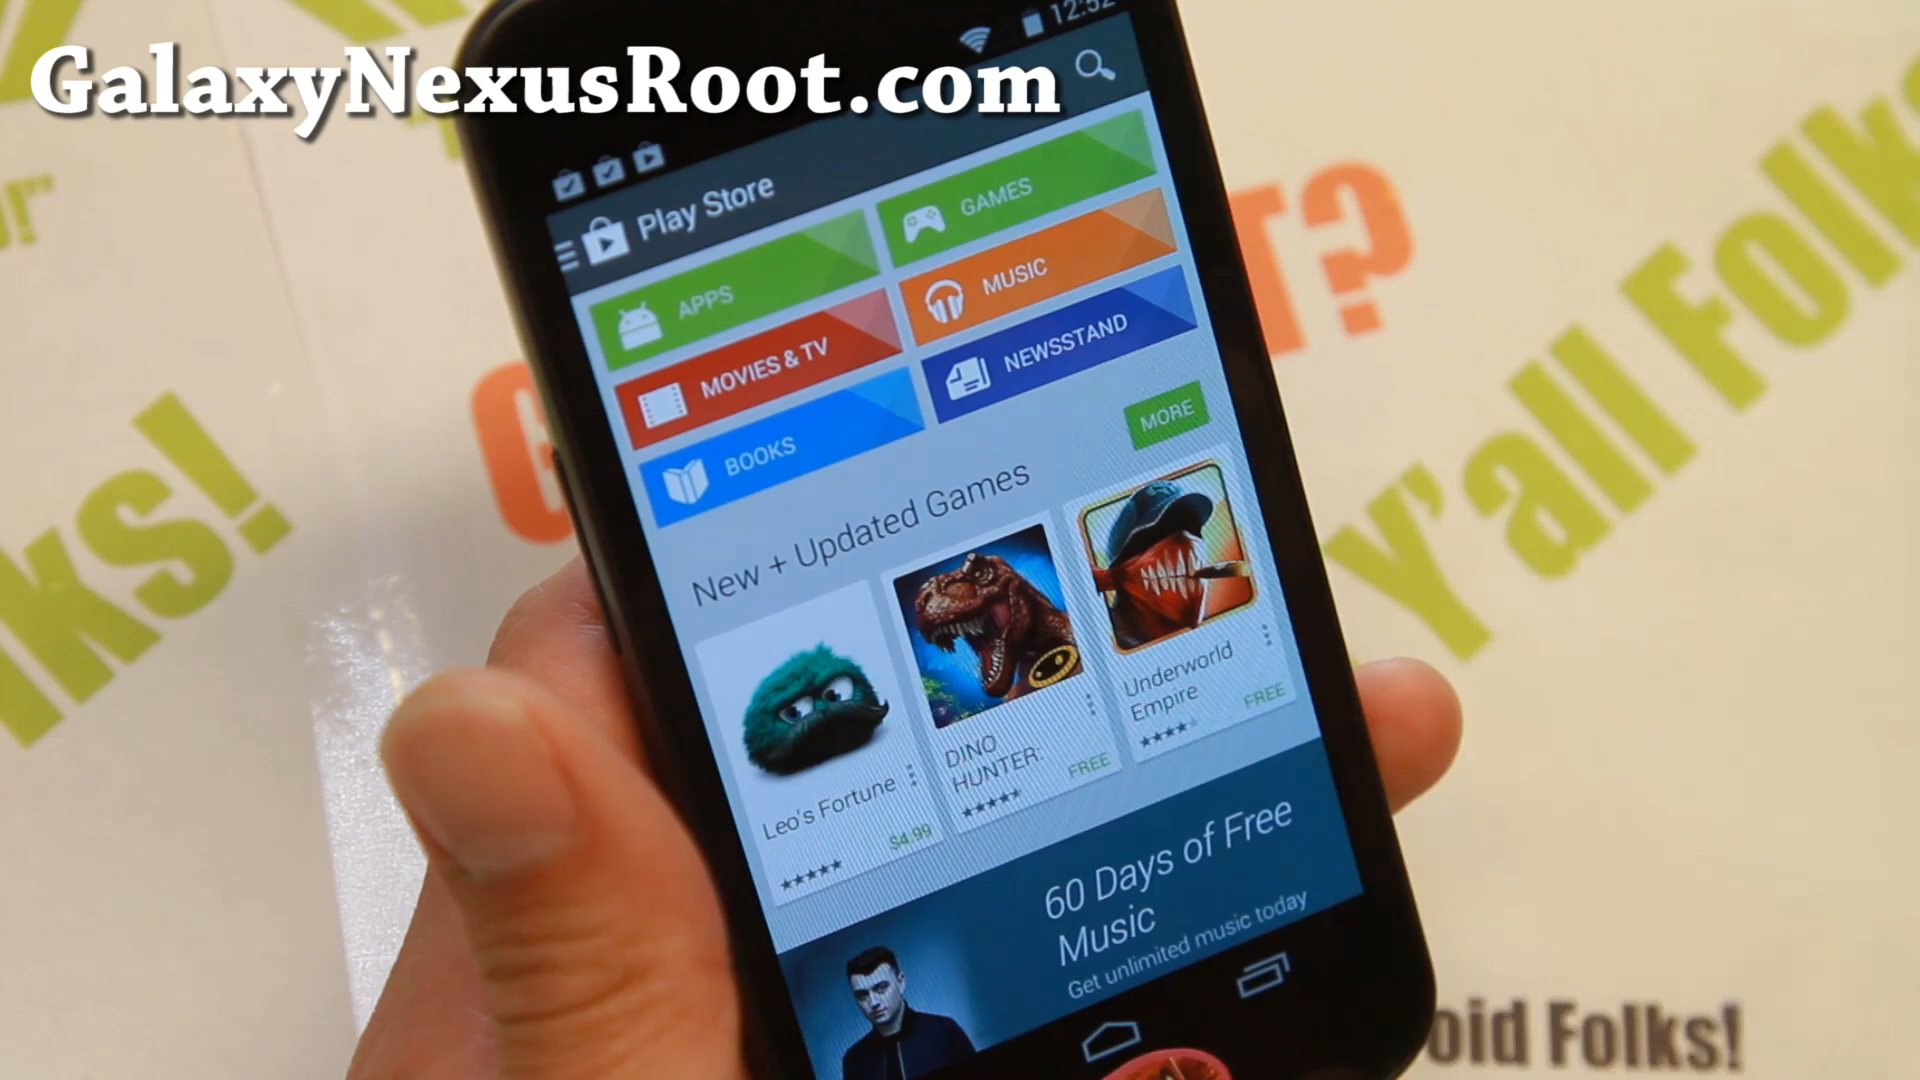 GalaxyNexusRoot.com
12:52
Play Store
APPS
GAMES
MOVIES & TV
MUSIC
BOOKS
NEWSSTAND
New + Updated Games
MORE
Leo's Fortune
$4.99
DINO
HUNTER:
FREE
Underworld
Empire
FREE
60 Days of Free
Music
Get unlimited music today
ks!
T?
Y'all Folks
oid Folks!